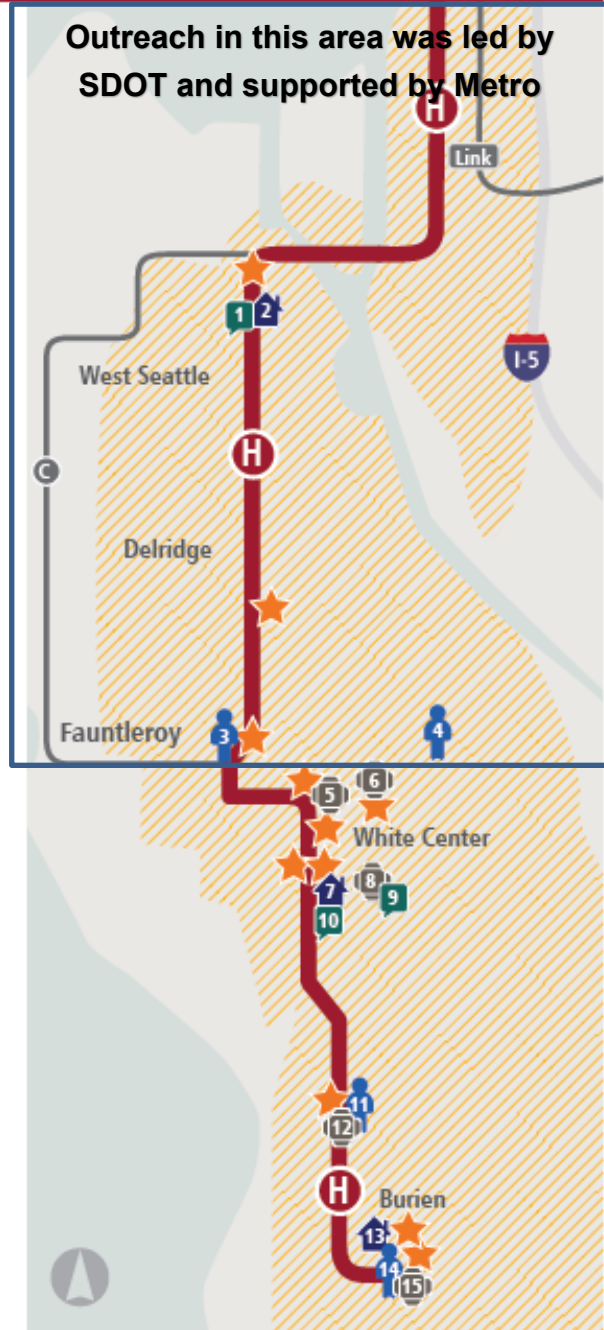 Outreach in this area was led by
SDOT and supported by Metro
H
Link
1
2
I-5
West Seattle
H
C
Delridge
Fauntleroy
3
4
5
6
White Center
7
8
9
10
11
12
H
Burien
13
14
15